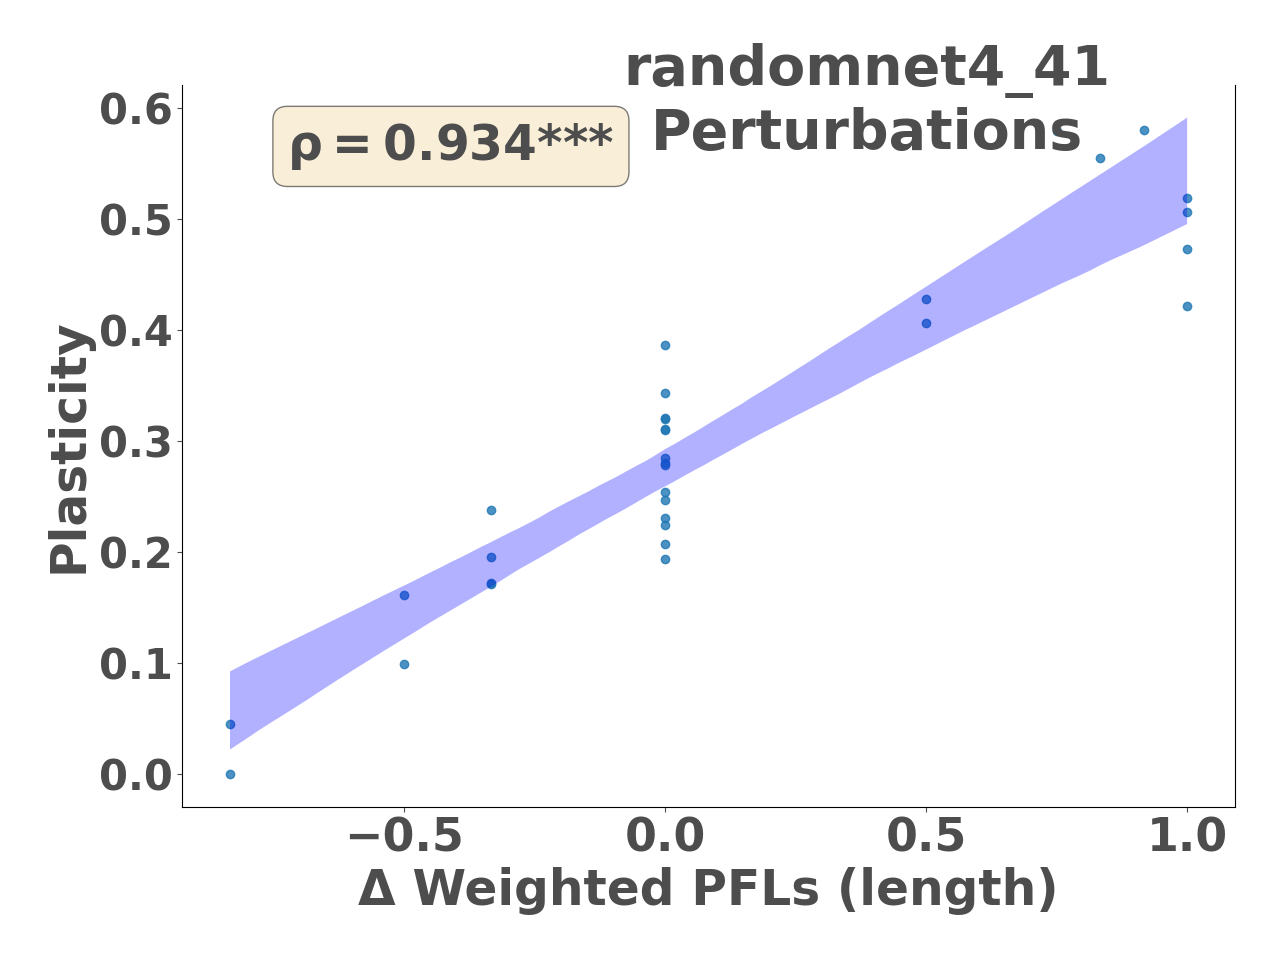 randomnet4_41
Perturbations
ρ = 0.934***
0.6
0.5
0.4
0.3
0.2
0.1
0.0
Plasticity
−0.5 0.0 0.5 1.0
Δ Weighted PFLs (length)